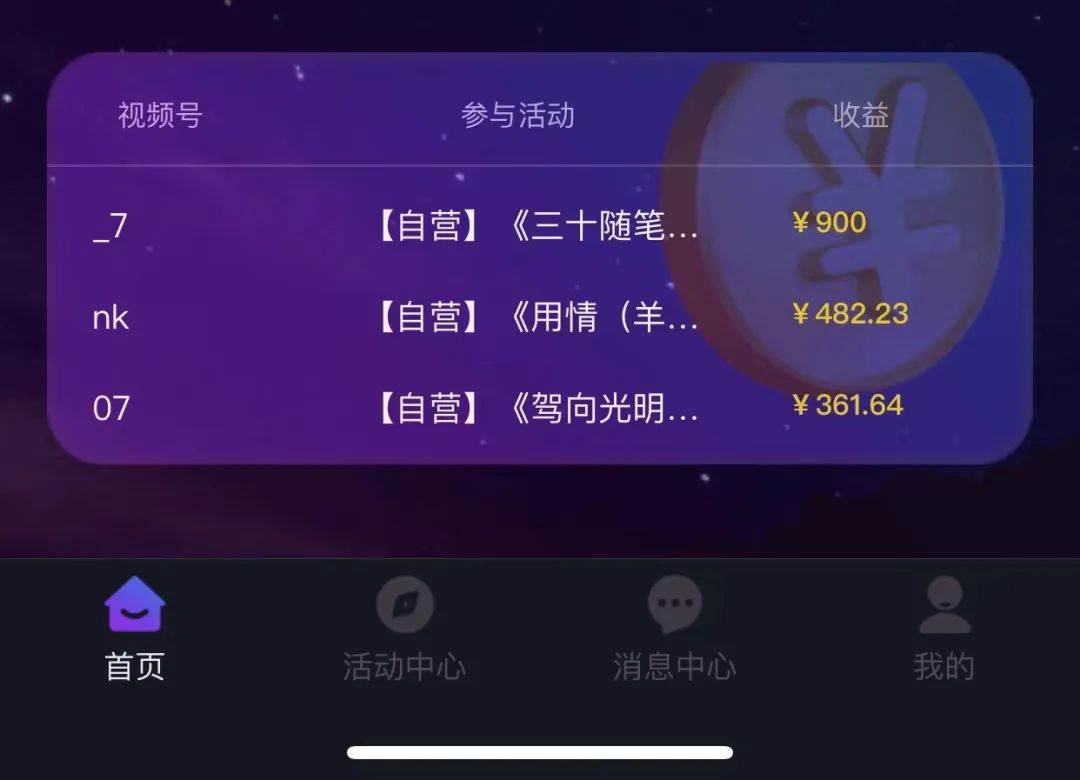 视频号 参与活动 收益
_7 【自营】《三十随笔... ¥900
nk 【自营】《用情（羊... ¥482.23
07 【自营】《驾向光明... ¥361.64
首页 活动中心 消息中心 我的